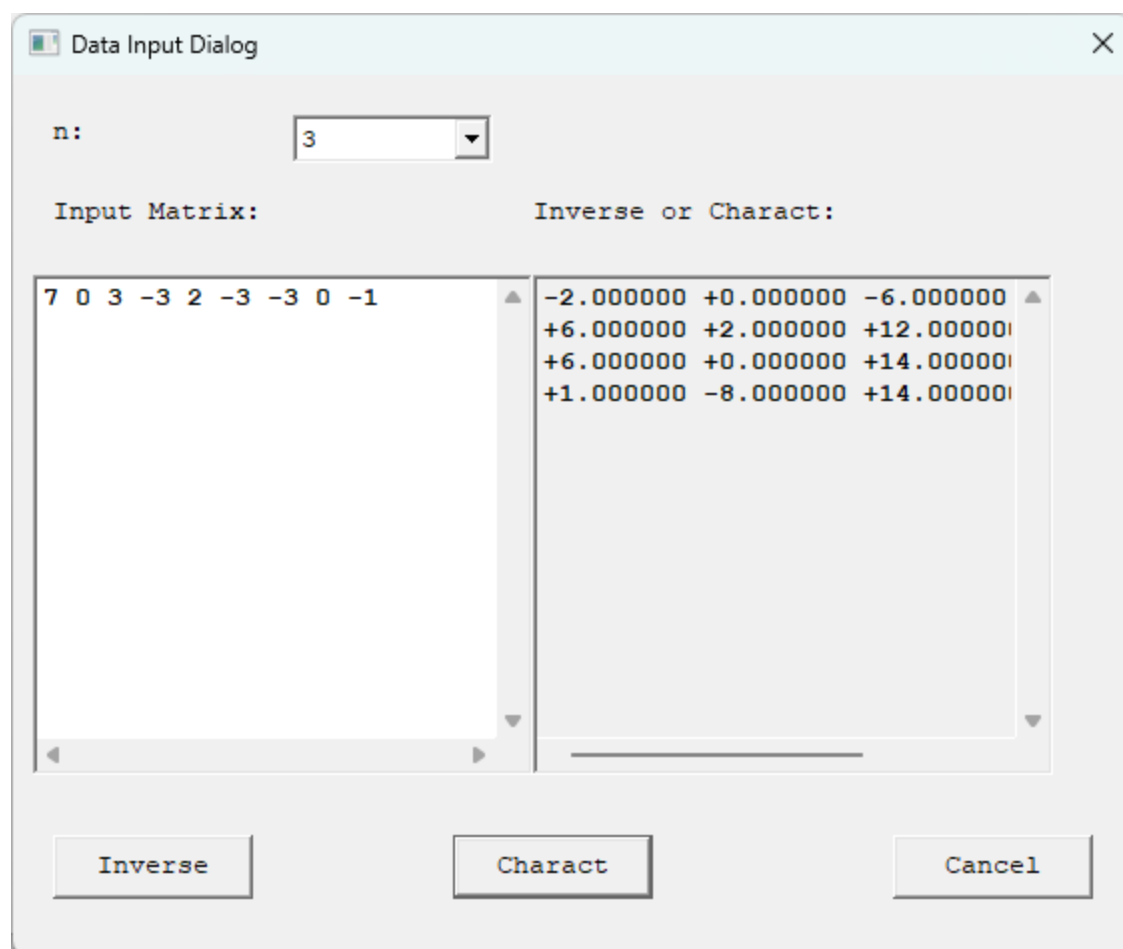 Data Input Dialog
n:
3
Input Matrix:
Inverse or Charact:
7 0 3 -3 2 -3 -3 0 -1
-2.000000 +0.000000 -6.000000
+6.000000 +2.000000 +12.00000
+6.000000 +0.000000 +14.00000
+1.000000 -8.000000 +14.00000
Inverse
Charact
Cancel